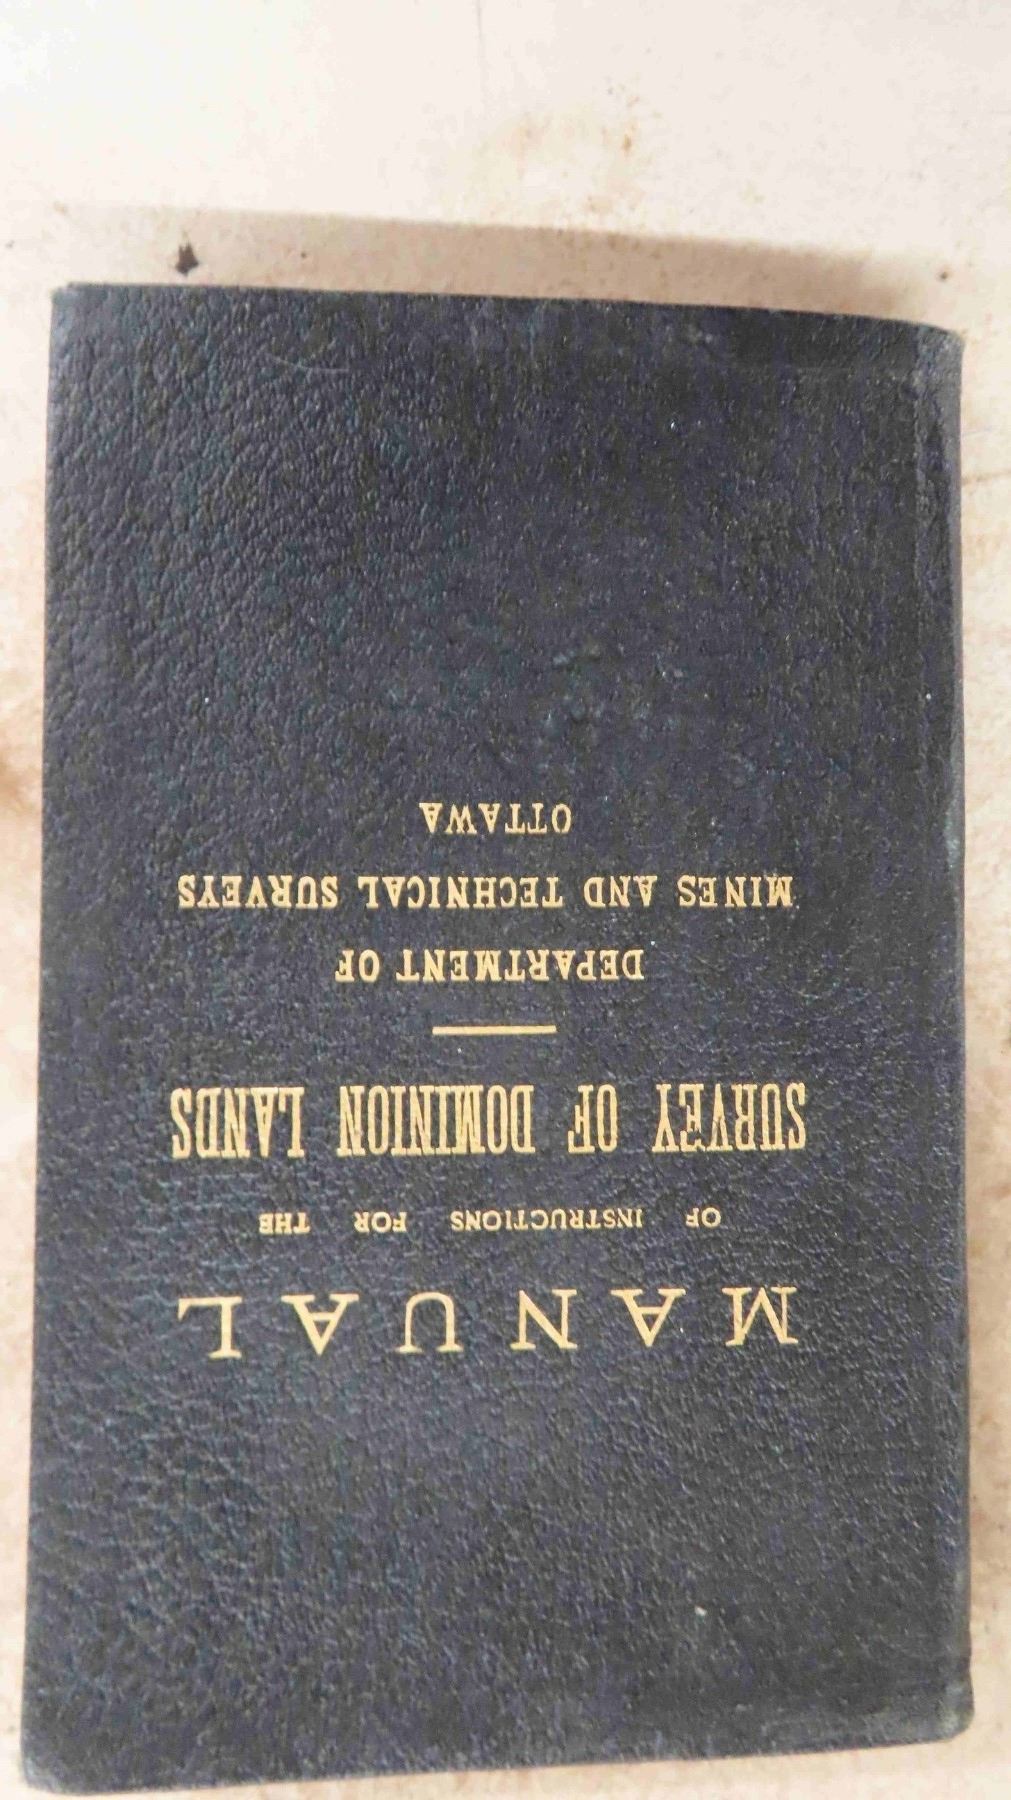 MANUAL
OF INSTRUCTIONS FOR THE
SURVEY OF DOMINION LANDS
DEPARTMENT OF
MINES AND TECHNICAL SURVEYS
OTTAWA